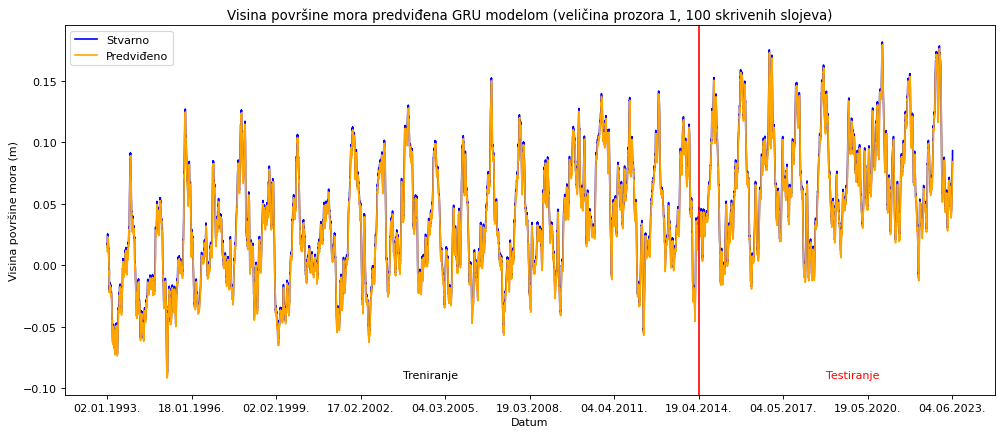 Visina površine mora predviđena GRU modelom (veličina prozora 1, 100 skrivenih slojeva)
Stvarno
Predviđeno
Visina površine mora (m)
0.15
0.10
0.05
0.00
−0.05
−0.10
Treniranje
Testiranje
02.01.1993. 18.01.1996. 02.02.1999. 17.02.2002. 04.03.2005. 19.03.2008. 04.04.2011. 19.04.2014. 04.05.2017. 19.05.2020. 04.06.2023.
Datum